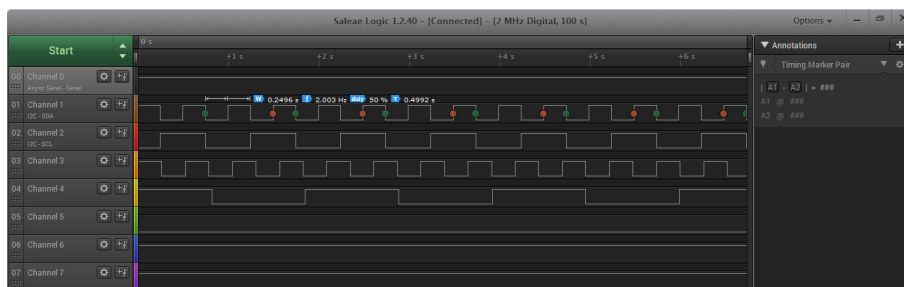 Saleae Logic 1.2.40 - [Connected] - [2 MHz Digital, 100 s]
Options
Start
0 s
+1 s
+2 s
+3 s
+4 s
+5 s
+6 s
Annotations
Timing Marker Pair
| A1 - A2 | = ###
A1 @ ###
A2 @ ###
00 Channel 0
Async Serial - Serial
W 0.2496 s f 2.003 Hz duty 50 % T 0.4992 s
01 Channel 1
I2C - SDA
02 Channel 2
I2C - SCL
03 Channel 3
04 Channel 4
05 Channel 5
06 Channel 6
07 Channel 7